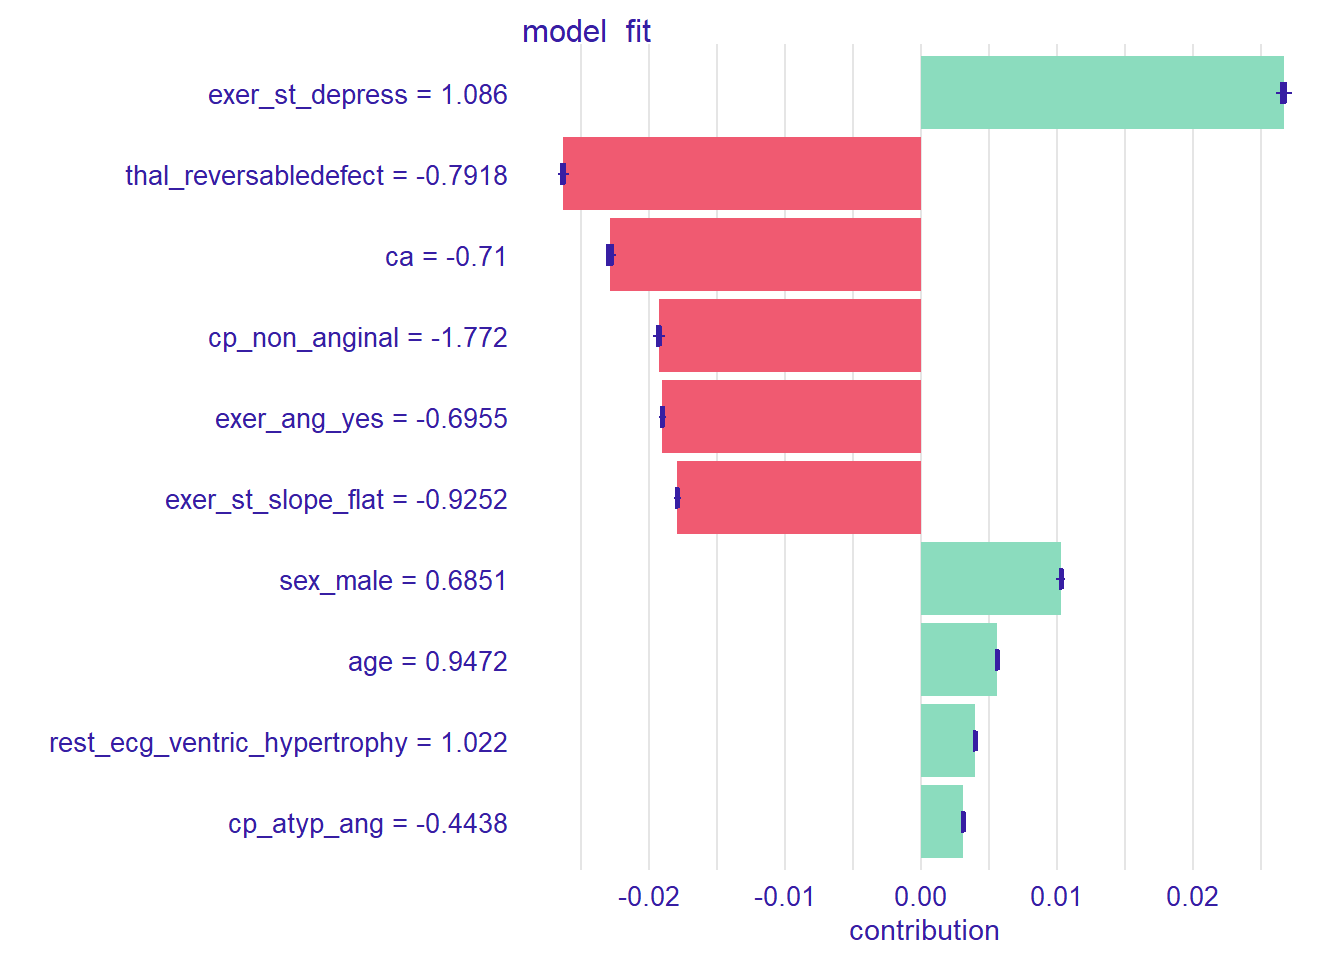 model  fit
exer_st_depress = 1.086
thal_reversabledefect = -0.7918
ca = -0.71
cp_non_anginal = -1.772
exer_ang_yes = -0.6955
exer_st_slope_flat = -0.9252
sex_male = 0.6851
age = 0.9472
rest_ecg_ventric_hypertrophy = 1.022
cp_atyp_ang = -0.4438
-0.02 -0.01 0.00 0.01 0.02
contribution